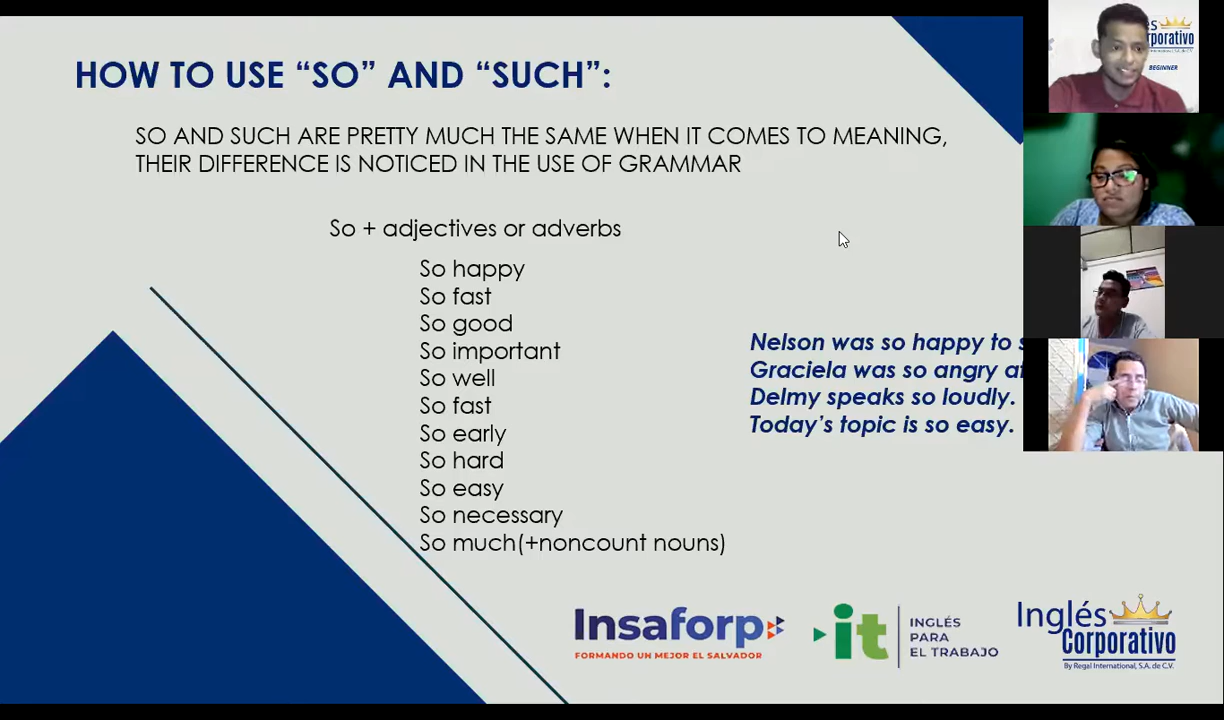 HOW TO USE “SO” AND “SUCH”:
SO AND SUCH ARE PRETTY MUCH THE SAME WHEN IT COMES TO MEANING,
THEIR DIFFERENCE IS NOTICED IN THE USE OF GRAMMAR
So + adjectives or adverbs
So happy
So fast
So good
So important
So well
So fast
So early
So hard
So easy
So necessary
So much(+noncount nouns)
Nelson was so happy to
Graciela was so angry
Delmy speaks so loudly.
Today’s topic is so easy.
Insaforp
FORMANDO UN MEJOR EL SALVADOR
it
INGLÉS
PARA
EL TRABAJO
Inglés
Corporativo
By Regal International, S.A. de C.V.
BEGINNER